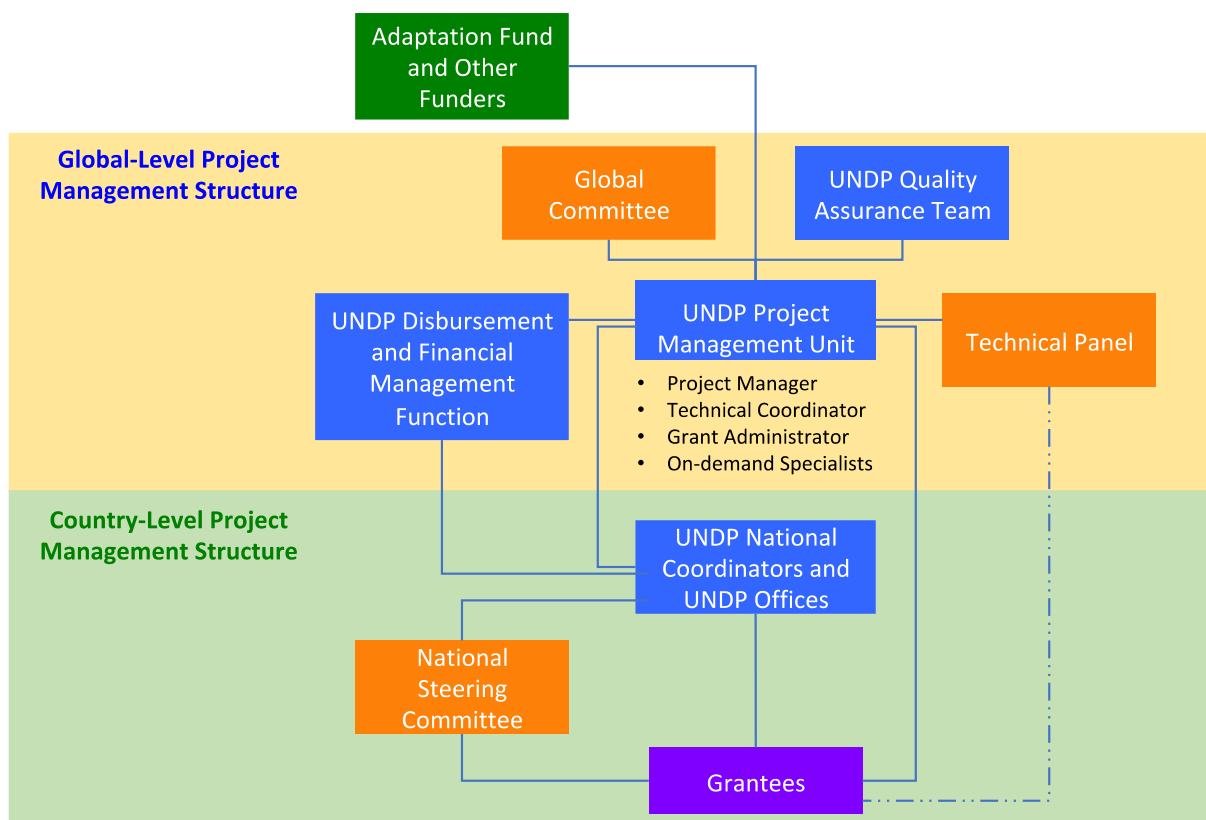 Adaptation Fund
and Other
Funders
Global-Level Project
Management Structure
Global
Committee
UNDP Quality
Assurance Team
UNDP Disbursement
and Financial
Management
Function
UNDP Project
Management Unit
Technical Panel
• Project Manager
• Technical Coordinator
• Grant Administrator
• On-demand Specialists
Country-Level Project
Management Structure
UNDP National
Coordinators and
UNDP Offices
National
Steering
Committee
Grantees